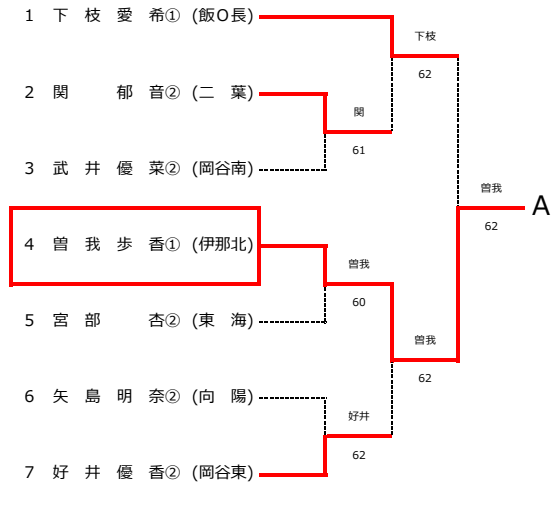 1 下 枝 愛 希① (飯O長)
下枝
62
2 関 郁 音② (二 葉)
関
61
3 武 井 優 菜② (岡谷南)
曽我
A
62
4 曽 我 歩 香① (伊那北)
曽我
60
5 宮 部 杏② (東 海)
曽我
62
6 矢 島 明 奈② (向 陽)
好井
62
7 好 井 優 香② (岡谷東)